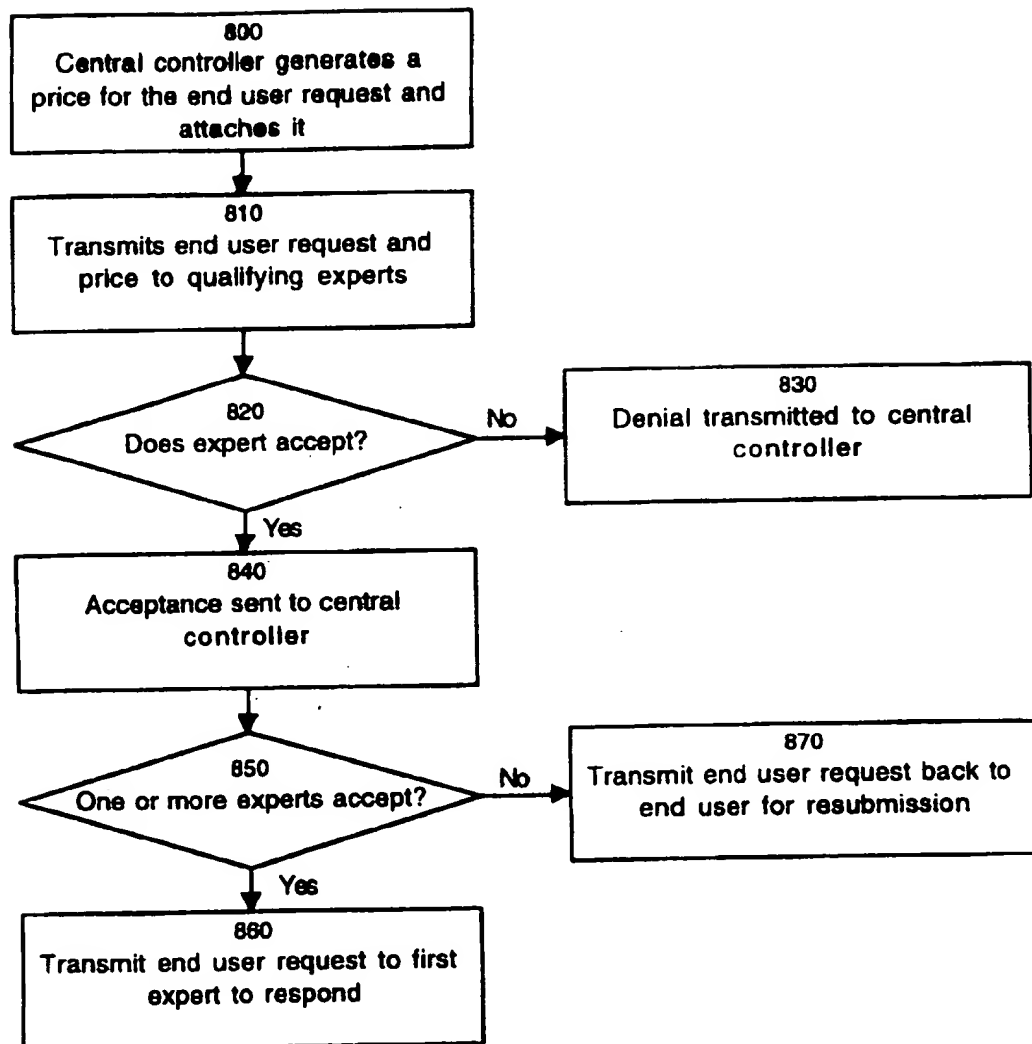 800
Central controller generates a
price for the end user request and
attaches it
810
Transmits end user request and
price to qualifying experts
820
Does expert accept?
No
830
Denial transmitted to central
controller
Yes
840
Acceptance sent to central
controller
850
One or more experts accept?
No
870
Transmit end user request back to
end user for resubmission
Yes
860
Transmit end user request to first
expert to respond